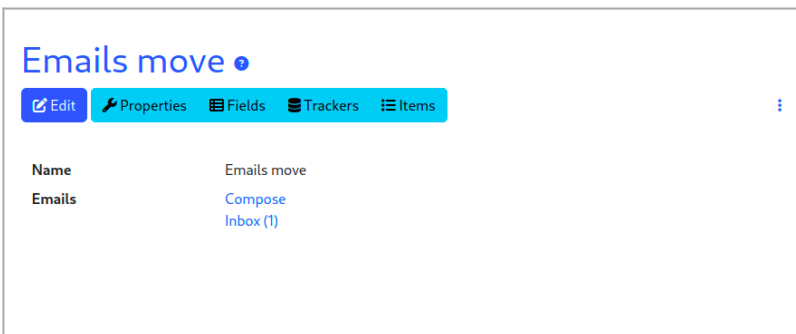 Emails move
Edit Properties Fields Trackers Items
Name Emails move
Emails Compose
Inbox (1)